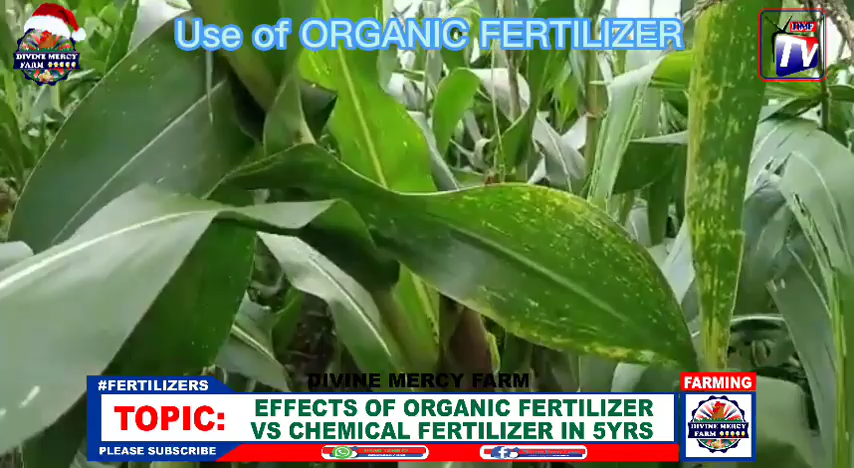 Use of ORGANIC FERTILIZER
DIVINE MERCY
FARM
TV
DIVINE MERCY FARM
#FERTILIZERS
FARMING
TOPIC:
EFFECTS OF ORGANIC FERTILIZER
VS CHEMICAL FERTILIZER IN 5YRS
DIVINE MERCY
FARM
PLEASE SUBSCRIBE